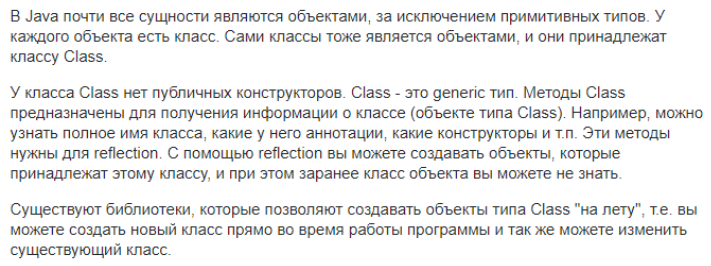 В Java почти все сущности являются объектами, за исключением примитивных типов. У
каждого объекта есть класс. Сами классы тоже является объектами, и они принадлежат
классу Class.
У класса Class нет публичных конструкторов. Class - это generic тип. Методы Class
предназначены для получения информации о классе (объекте типа Class). Например, можно
узнать полное имя класса, какие у него аннотации, какие конструкторы и т.п. Эти методы
нужны для reflection. С помощью reflection вы можете создавать объекты, которые
принадлежат этому классу, и при этом заранее класс объекта вы можете не знать.
Существуют библиотеки, которые позволяют создавать объекты типа Class "на лету", т.е. вы
можете создать новый класс прямо во время работы программы и так же можете изменить
существующий класс.